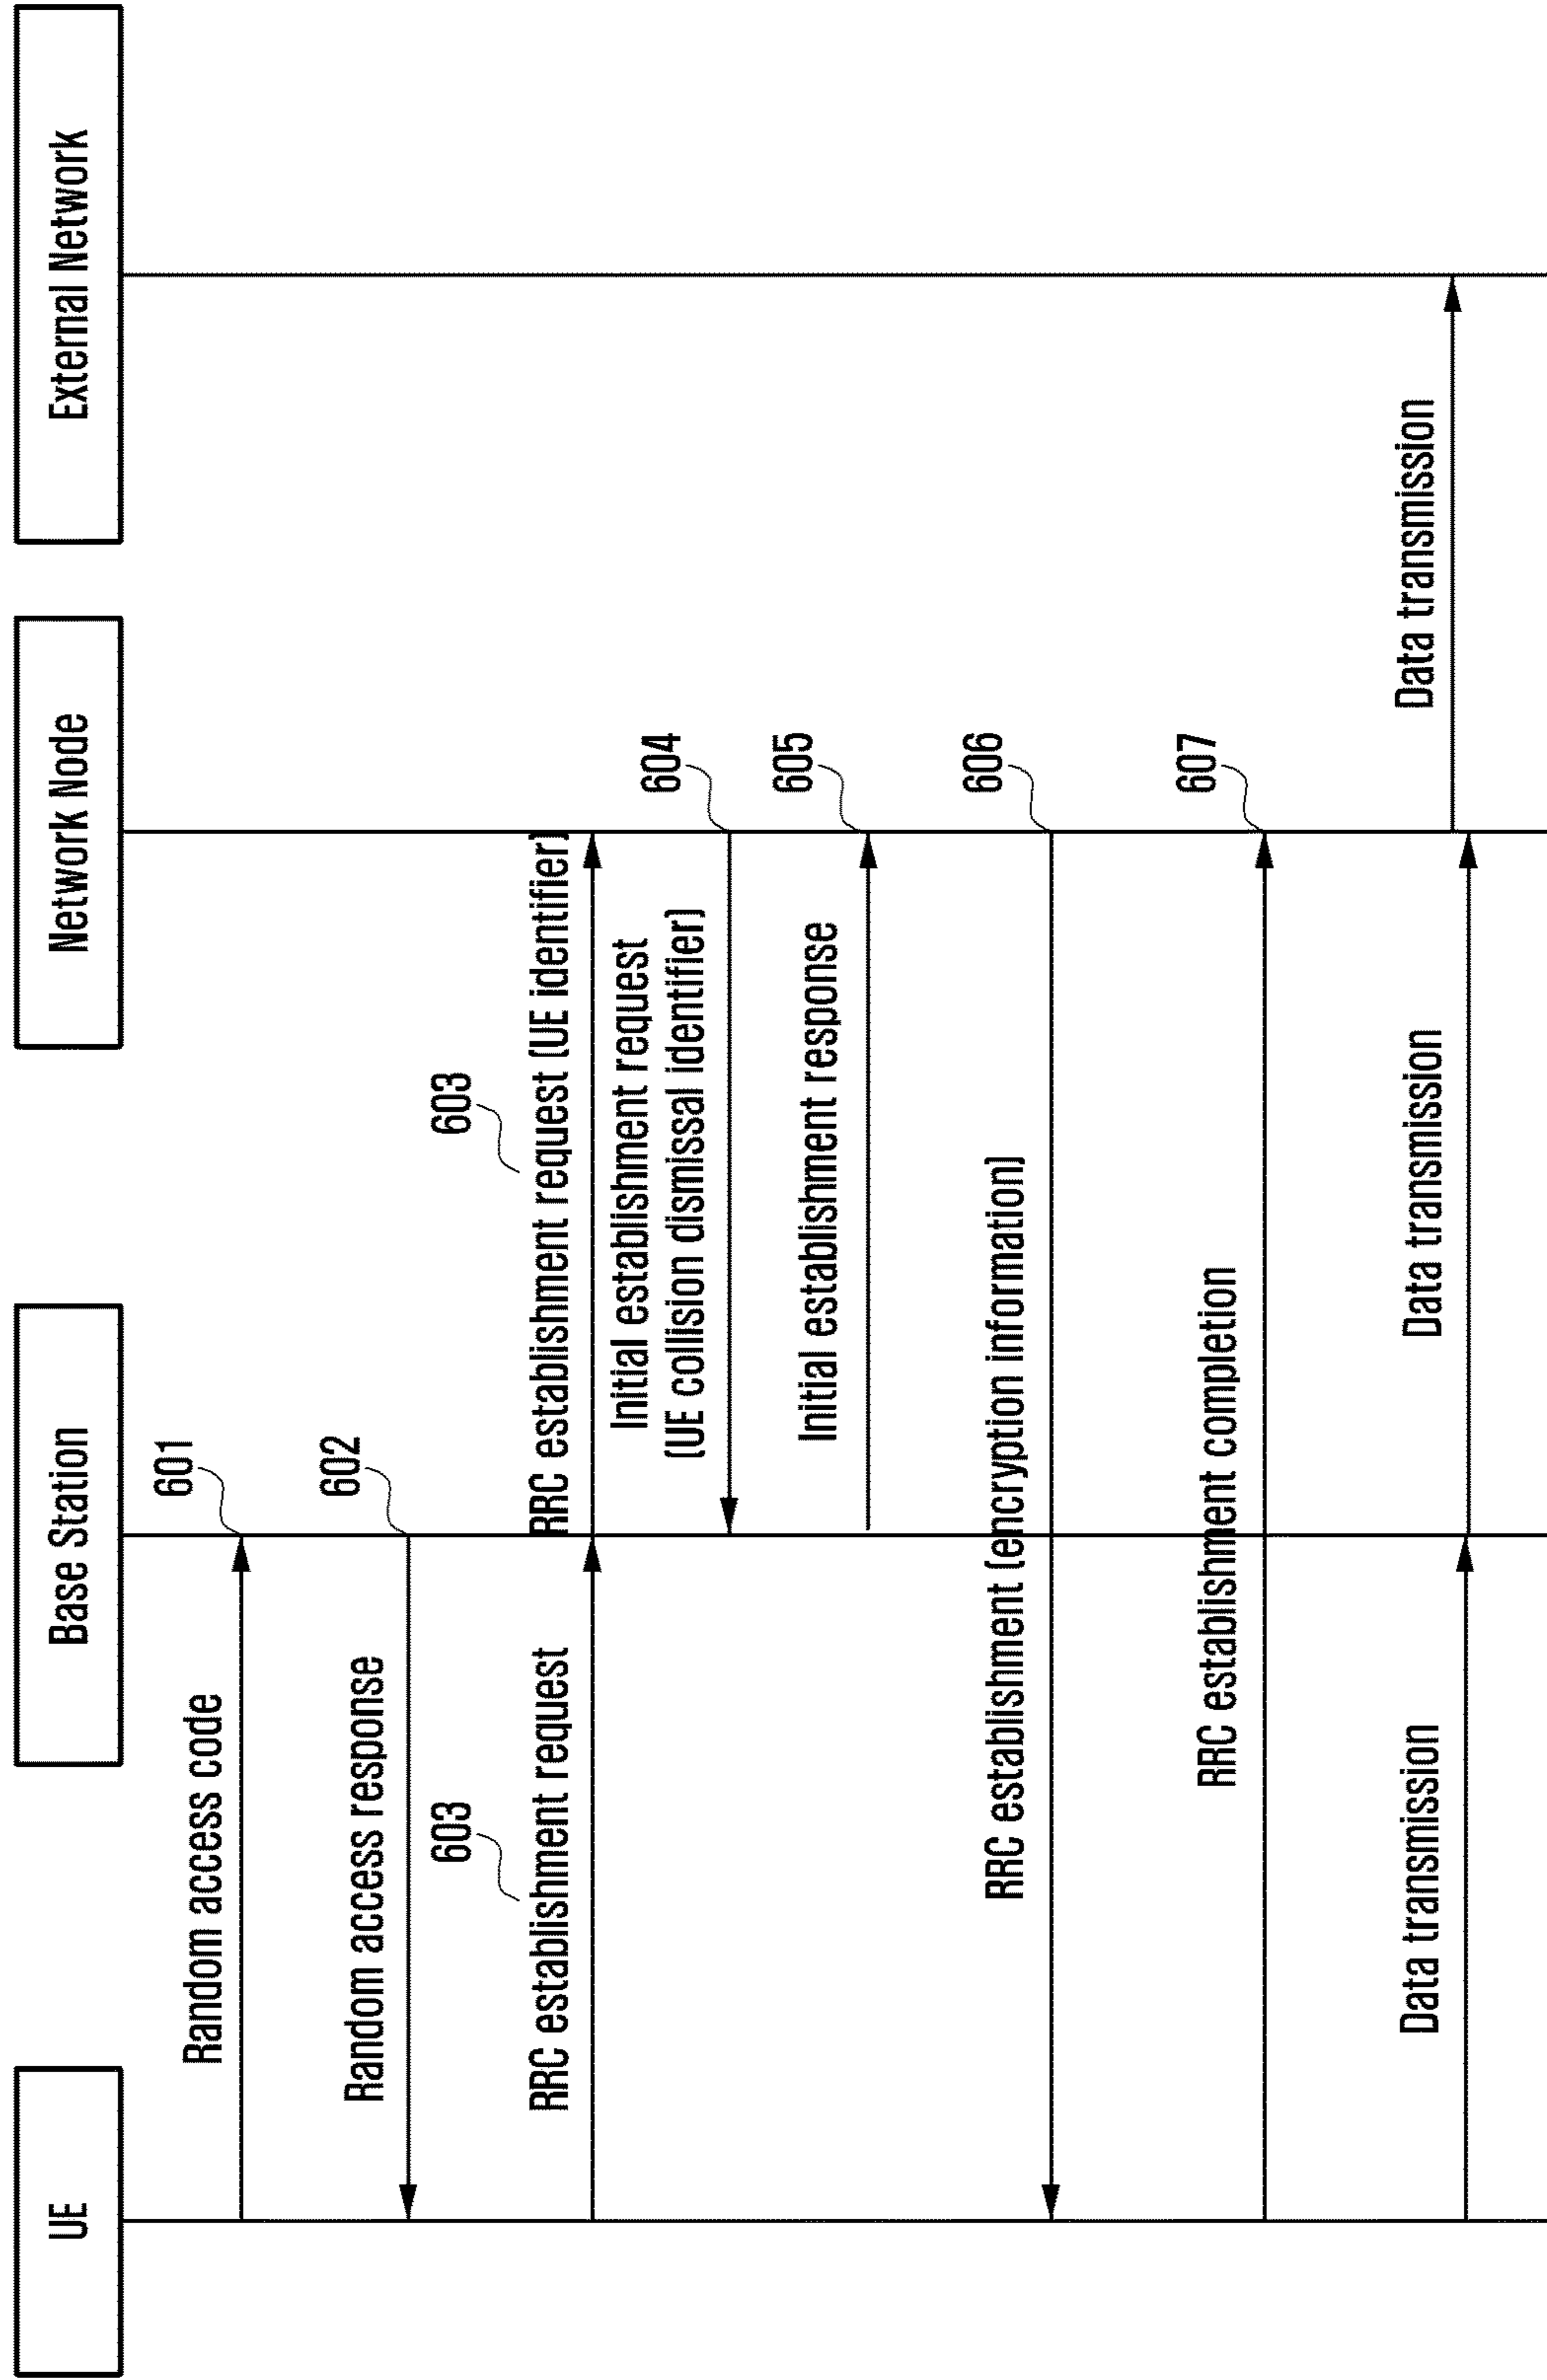 UE
Base Station
Network Node
External Network
601
Random access code
602
Random access response
603
RRC establishment request
603
RRC establishment request (UE identifier)
604
Initial establishment request
(UE collision dismissal identifier)
605
Initial establishment response
606
RRC establishment (encryption information)
607
RRC establishment completion
Data transmission
Data transmission
Data transmission